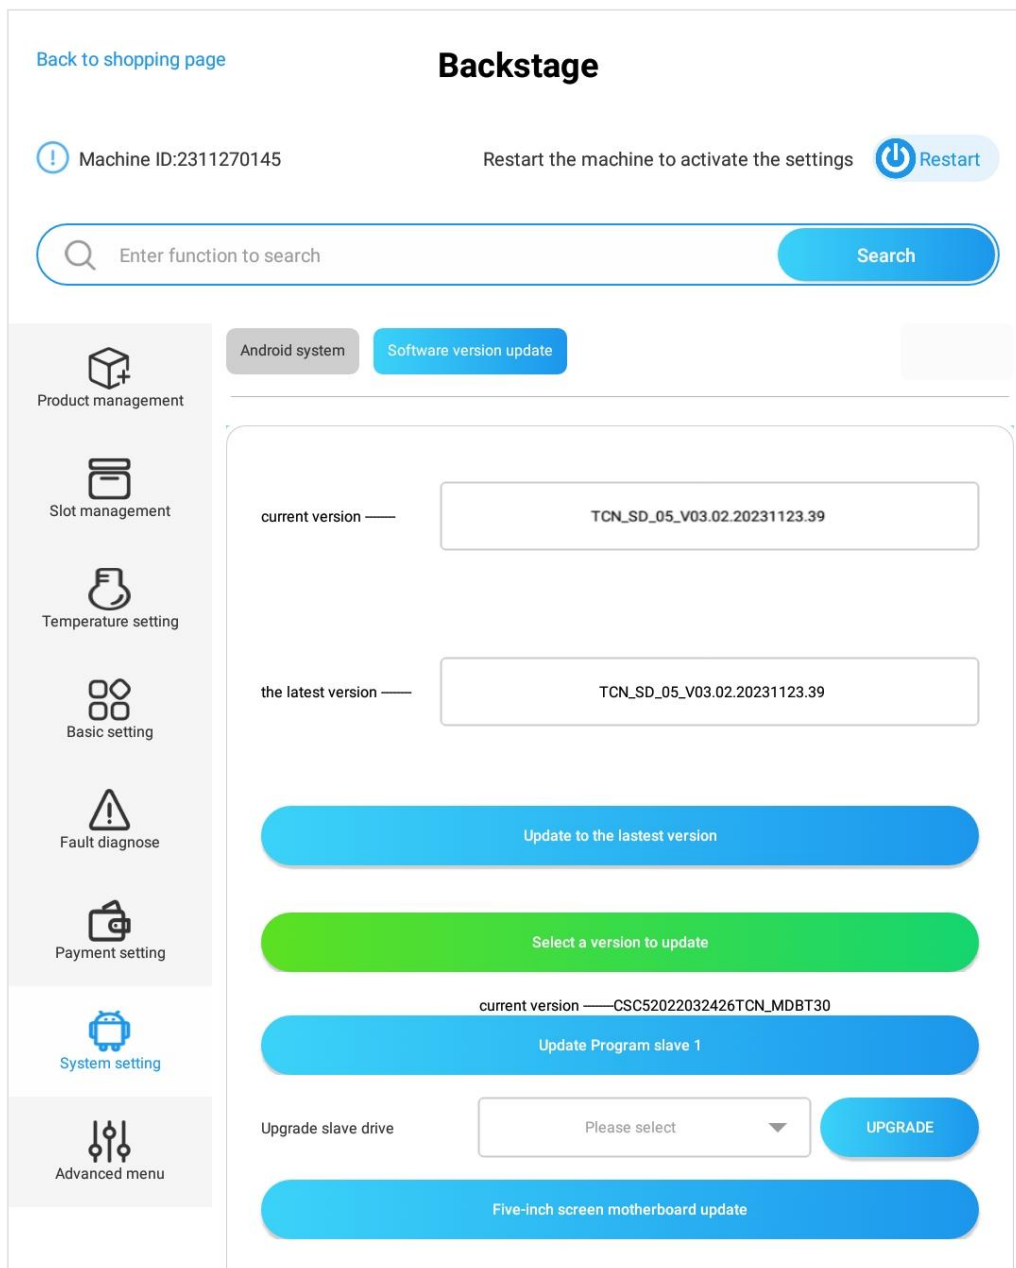 Back to shopping page
Backstage
Machine ID:2311270145
Restart the machine to activate the settings
Restart
Enter function to search
Search
Product management
Slot management
Temperature setting
Basic setting
Fault diagnose
Payment setting
System setting
Advanced menu
Android system
Software version update
current version -------
TCN_SD_05_V03.02.20231123.39
the latest version -------
TCN_SD_05_V03.02.20231123.39
Update to the lastest version
Select a version to update
current version -------CSC52022032426TCN_MDBT30
Update Program slave 1
Upgrade slave drive
Please select
UPGRADE
Five-inch screen motherboard update